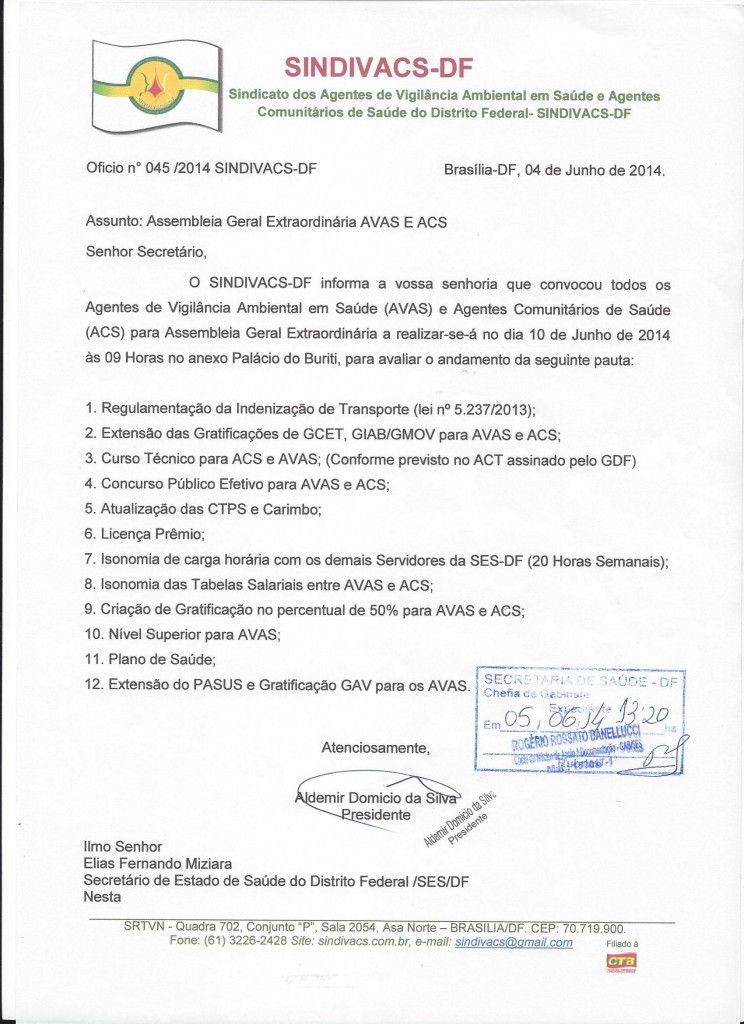 SINDIVACS-DF
Sindicato dos Agentes de Vigilância Ambiental em Saúde e Agentes
Comunitários de Saúde do Distrito Federal- SINDIVACS-DF
Oficio n° 045 /2014 SINDIVACS-DF Brasília-DF, 04 de Junho de 2014.
Assunto: Assembleia Geral Extraordinária AVAS E ACS
Senhor Secretário,
O SINDIVACS-DF informa a vossa senhoria que convocou todos os
Agentes de Vigilância Ambiental em Saúde (AVAS) e Agentes Comunitários de Saúde
(ACS) para Assembleia Geral Extraordinária a realizar-se-á no dia 10 de Junho de 2014
às 09 Horas no anexo Palácio do Buriti, para avaliar o andamento da seguinte pauta:
1. Regulamentação da Indenização de Transporte (lei nº 5.237/2013);
2. Extensão das Gratificações de GCET, GIAB/GMOV para AVAS e ACS;
3. Curso Técnico para ACS e AVAS; (Conforme previsto no ACT assinado pelo GDF)
4. Concurso Público Efetivo para AVAS e ACS;
5. Atualização das CTPS e Carimbo;
6. Licença Prêmio;
7. Isonomia de carga horária com os demais Servidores da SES-DF (20 Horas Semanais);
8. Isonomia das Tabelas Salariais entre AVAS e ACS;
9. Criação de Gratificação no percentual de 50% para AVAS e ACS;
10. Nível Superior para AVAS;
11. Plano de Saúde;
12. Extensão do PASUS e Gratificação GAV para os AVAS.
SECRETARIA DE SAÚDE - DF
Chefia de Gabinete
Expediente
Em 05, 06, 14 13:20 hs
ROGÉRIO ROSSATO DANELLUCCI
Atenciosamente,
Aldemir Domicio da Silva
Presidente
Aldemir Domicio da Silva
Presidente
Ilmo Senhor
Elias Fernando Miziara
Secretário de Estado de Saúde do Distrito Federal /SES/DF
Nesta
SRTVN - Quadra 702, Conjunto “P”, Sala 2054, Asa Norte – BRASILIA/DF. CEP: 70.719.900.
Fone: (61) 3226-2428 Site: sindivacs.com.br, e-mail: sindivacs@gmail.com
Filiado à
CTB